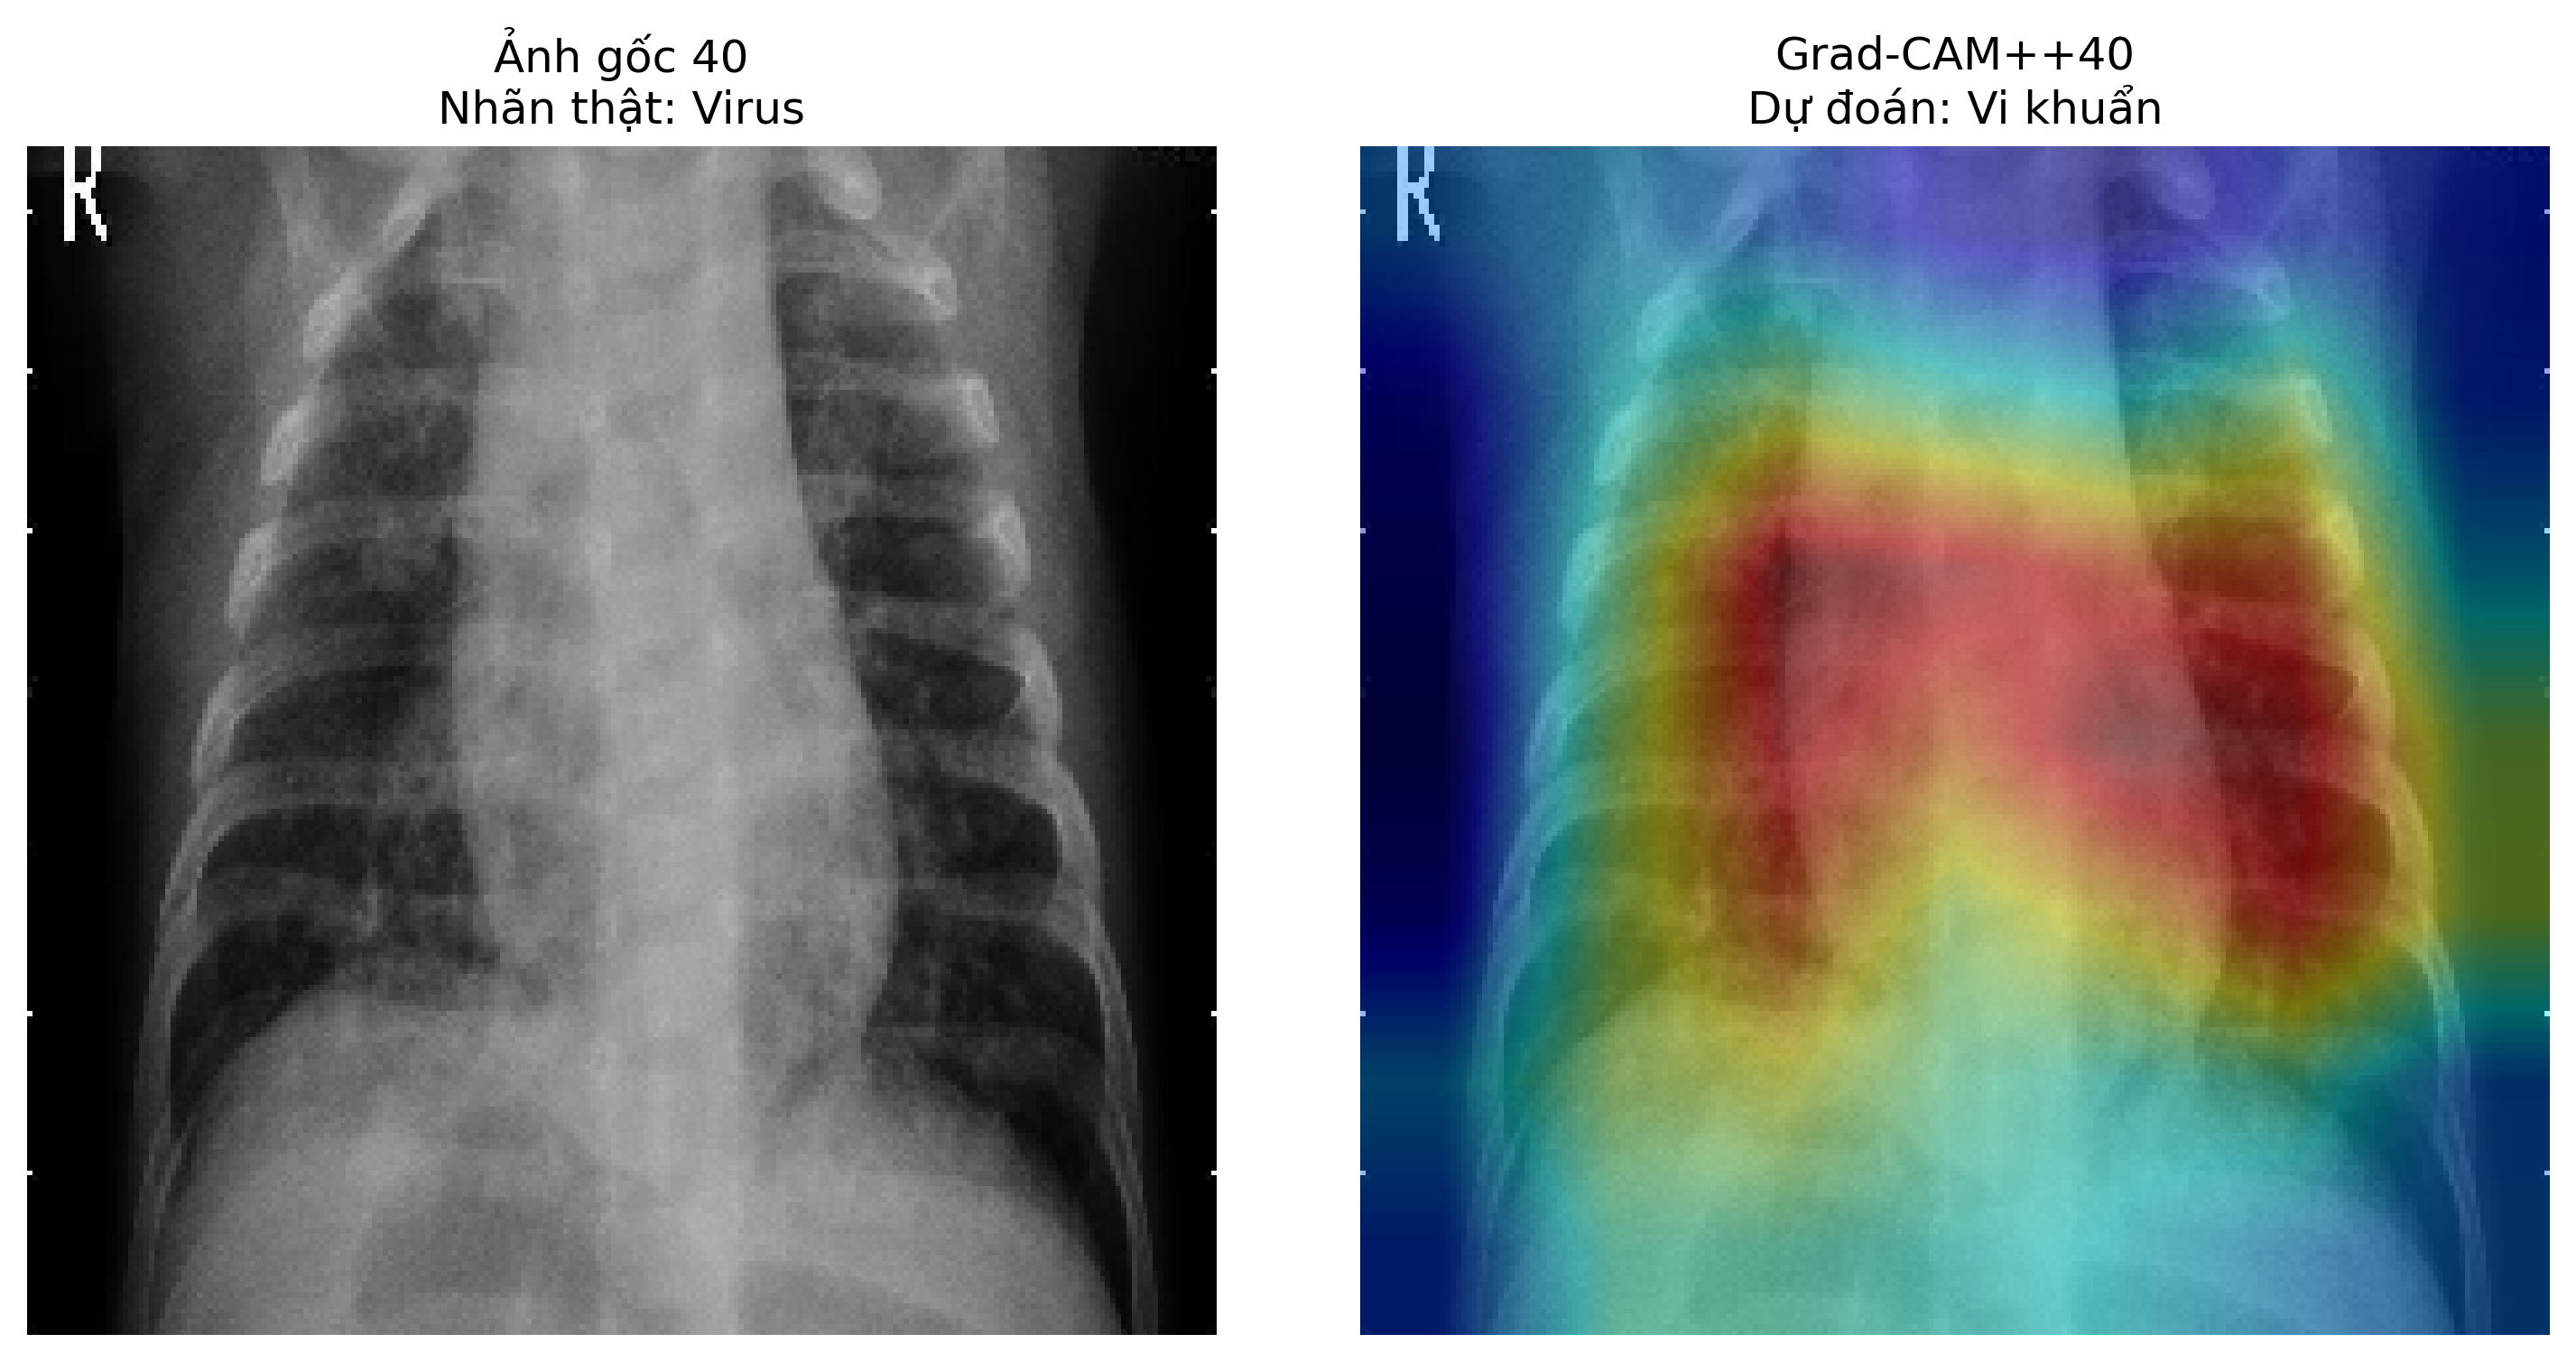 Ảnh gốc 40
Nhãn thật: Virus
R
Grad-CAM++40
Dự đoán: Vi khuẩn
R